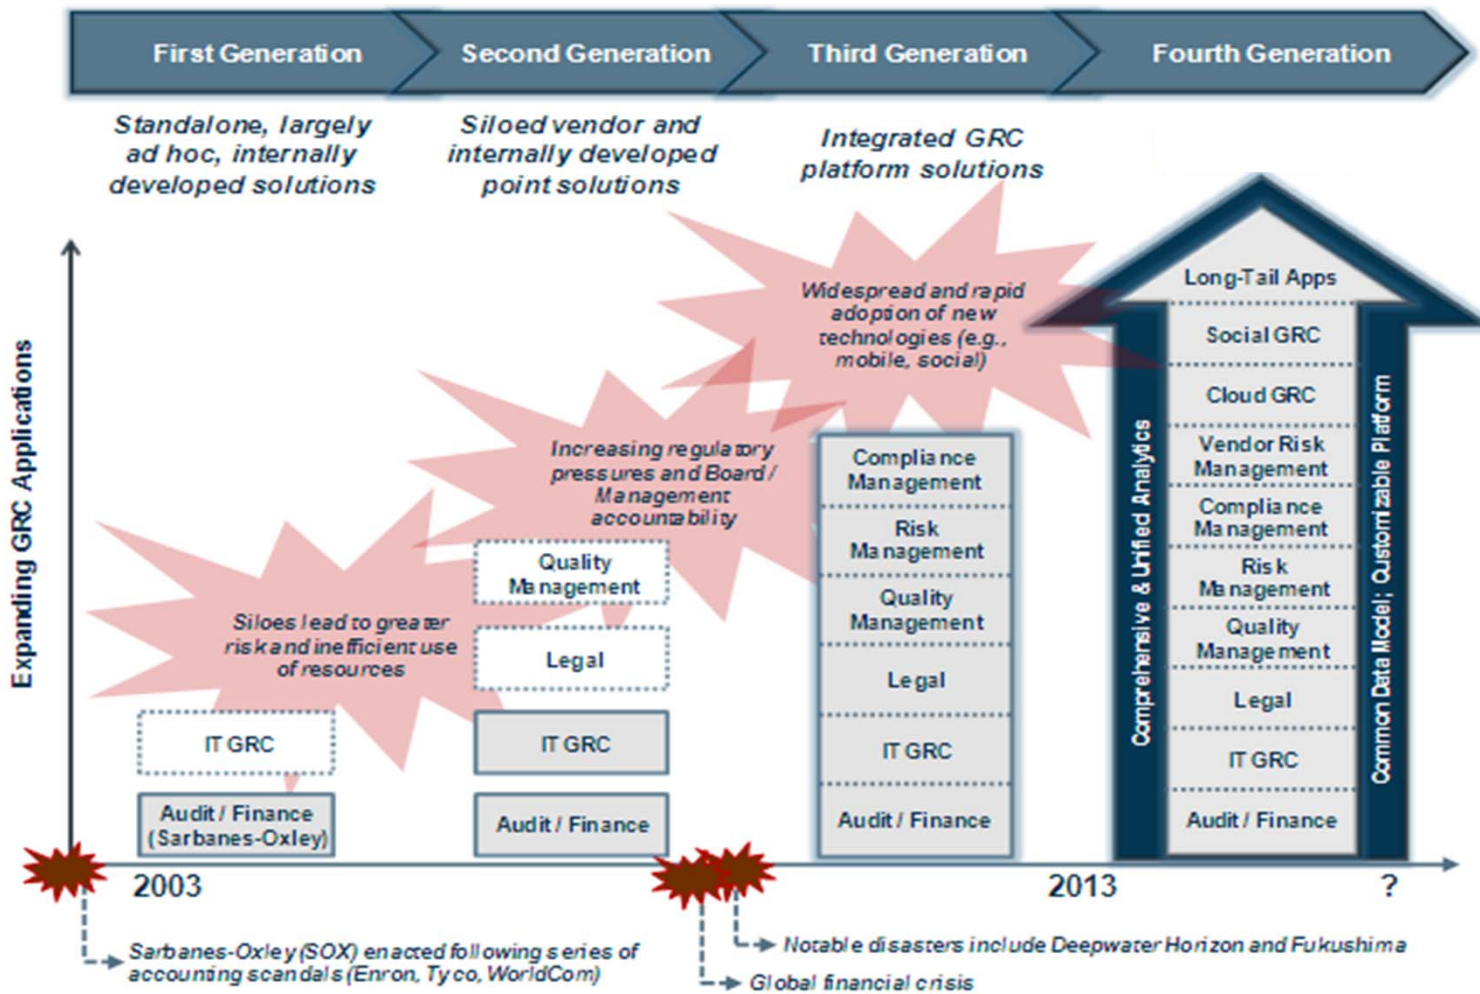 First Generation
Second Generation
Third Generation
Fourth Generation
Standalone, largely
ad hoc, internally
developed solutions
Siloed vendor and
internally developed
point solutions
Integrated GRC
platform solutions
Expanding GRC Applications
Siloes lead to greater
risk and inefficient use
of resources
Increasing regulatory
pressures and Board /
Management
accountability
Widespread and rapid
adoption of new
technologies (e.g.,
mobile, social)
IT GRC
Audit / Finance
(Sarbanes-Oxley)
Quality
Management
Legal
IT GRC
Audit / Finance
Compliance
Management
Risk
Management
Quality
Management
Legal
IT GRC
Audit / Finance
Comprehensive & Unified Analytics
Long-Tail Apps
Social GRC
Cloud GRC
Vendor Risk
Management
Compliance
Management
Risk
Management
Quality
Management
Legal
IT GRC
Audit / Finance
Common Data Model; Customizable Platform
2003
2013
?
Sarbanes-Oxley (SOX) enacted following series of
accounting scandals (Enron, Tyco, WorldCom)
Notable disasters include Deepwater Horizon and Fukushima
Global financial crisis